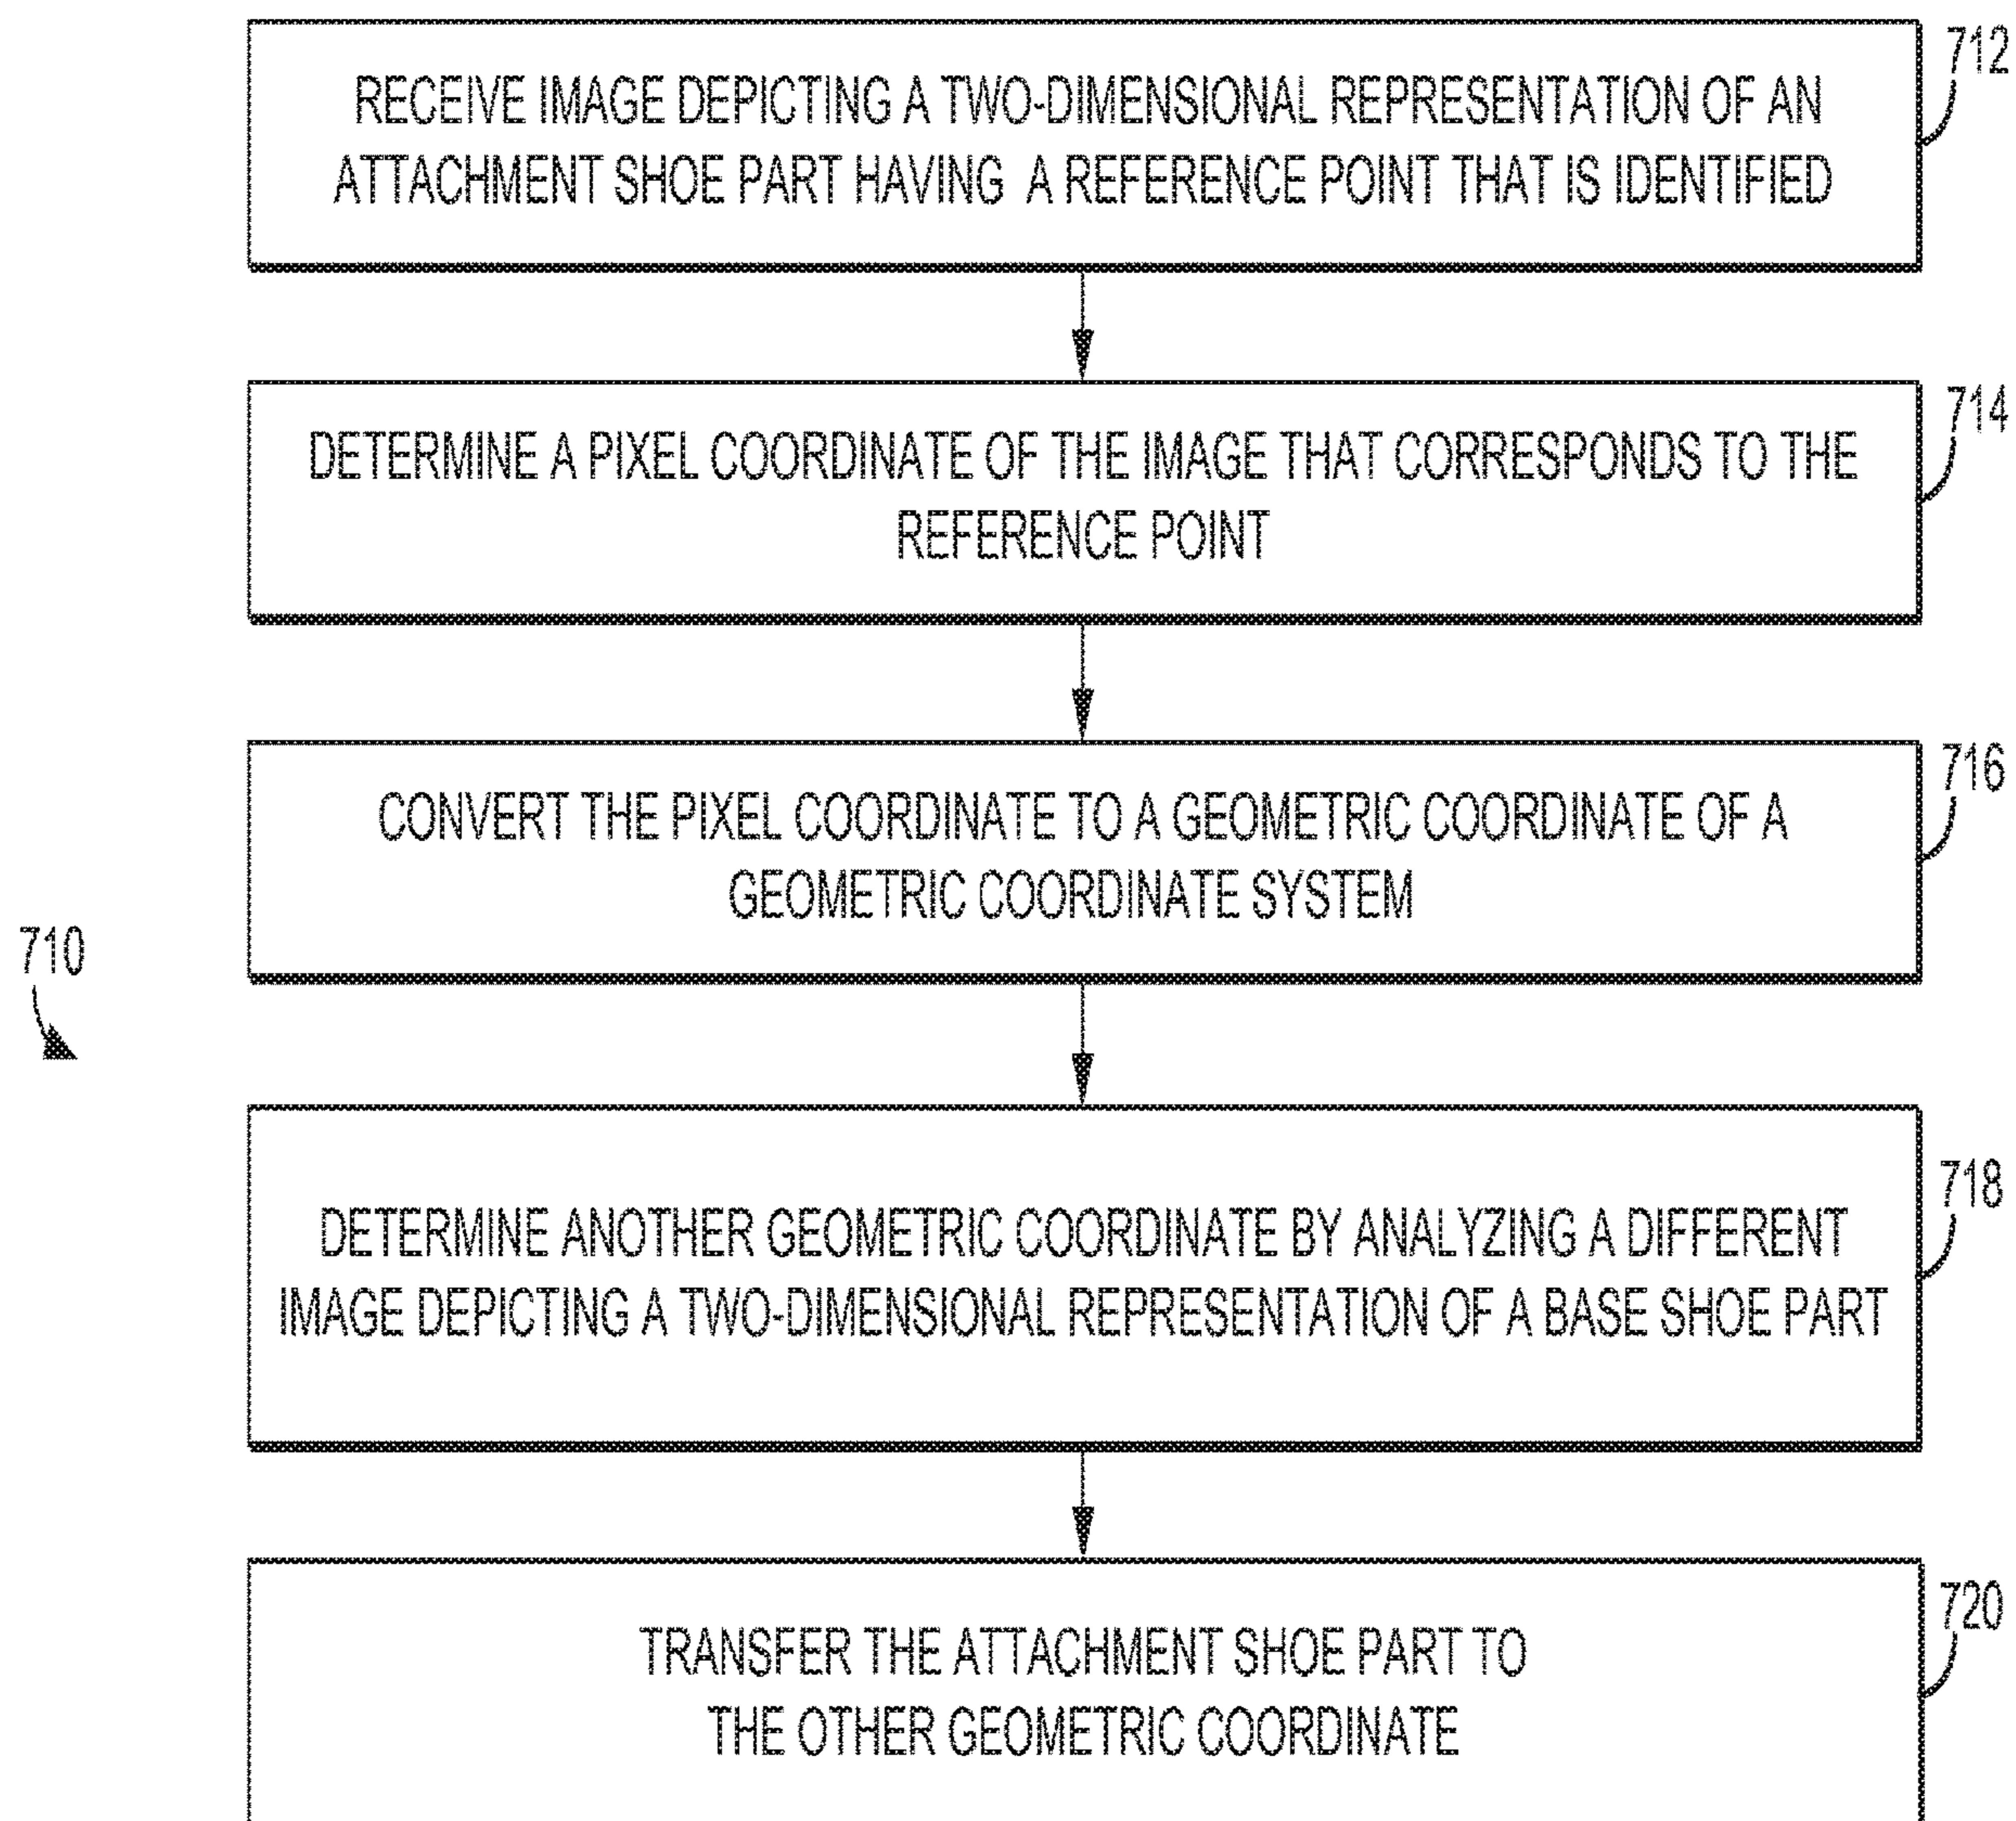 712
RECEIVE IMAGE DEPICTING A TWO-DIMENSIONAL REPRESENTATION OF AN
ATTACHMENT SHOE PART HAVING A REFERENCE POINT THAT IS IDENTIFIED
714
DETERMINE A PIXEL COORDINATE OF THE IMAGE THAT CORRESPONDS TO THE
REFERENCE POINT
716
CONVERT THE PIXEL COORDINATE TO A GEOMETRIC COORDINATE OF A
GEOMETRIC COORDINATE SYSTEM
710
718
DETERMINE ANOTHER GEOMETRIC COORDINATE BY ANALYZING A DIFFERENT
IMAGE DEPICTING A TWO-DIMENSIONAL REPRESENTATION OF A BASE SHOE PART
720
TRANSFER THE ATTACHMENT SHOE PART TO
THE OTHER GEOMETRIC COORDINATE